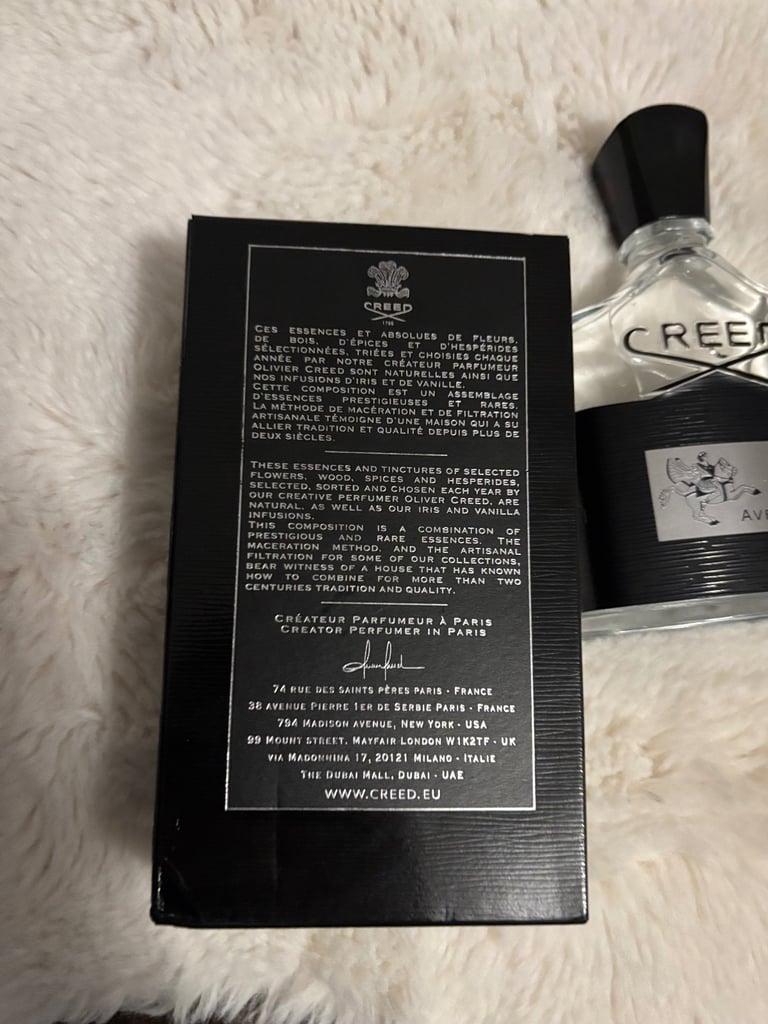 CREED
1760
CES ESSENCES ET ABSOLUES DE FLEURS,
DE BOIS, D'ÉPICES ET D'HESPÉRIDES
SÉLECTIONNÉES, TRIÉES ET CHOISIES CHAQUE
ANNÉE PAR NOTRE CRÉATEUR PARFUMEUR
OLIVIER CREED SONT NATURELLES AINSI QUE
NOS INFUSIONS D'IRIS ET DE VANILLE.
CETTE COMPOSITION EST UN ASSEMBLAGE
D'ESSENCES PRESTIGIEUSES ET RARES.
LA MÉTHODE DE MACÉRATION ET DE FILTRATION
ARTISANALE TÉMOIGNE D'UNE MAISON QUI A SU
ALLIER TRADITION ET QUALITÉ DEPUIS PLUS DE
DEUX SIÈCLES.
THESE ESSENCES AND TINCTURES OF SELECTED
FLOWERS, WOOD, SPICES AND HESPERIDES,
SELECTED, SORTED AND CHOSEN EACH YEAR BY
OUR CREATIVE PERFUMER OLIVER CREED, ARE
NATURAL, AS WELL AS OUR IRIS AND VANILLA
INFUSIONS.
THIS COMPOSITION IS A COMBINATION OF
PRESTIGIOUS AND RARE ESSENCES. THE
MACERATION METHOD, AND THE ARTISANAL
FILTRATION FOR SOME OF OUR COLLECTIONS,
BEAR WITNESS OF A HOUSE THAT HAS KNOWN
HOW TO COMBINE FOR MORE THAN TWO
CENTURIES TRADITION AND QUALITY.
CRÉATEUR PARFUMEUR À PARIS
CREATOR PERFUMER IN PARIS
74 RUE DES SAINTS PÈRES PARIS · FRANCE
38 AVENUE PIERRE 1ER DE SERBIE PARIS · FRANCE
794 MADISON AVENUE, NEW YORK · USA
99 MOUNT STREET, MAYFAIR LONDON W1K2TF · UK
VIA MADONNINA 17, 20121 MILANO · ITALIE
THE DUBAI MALL, DUBAI · UAE
WWW.CREED.EU
CREED
AVE